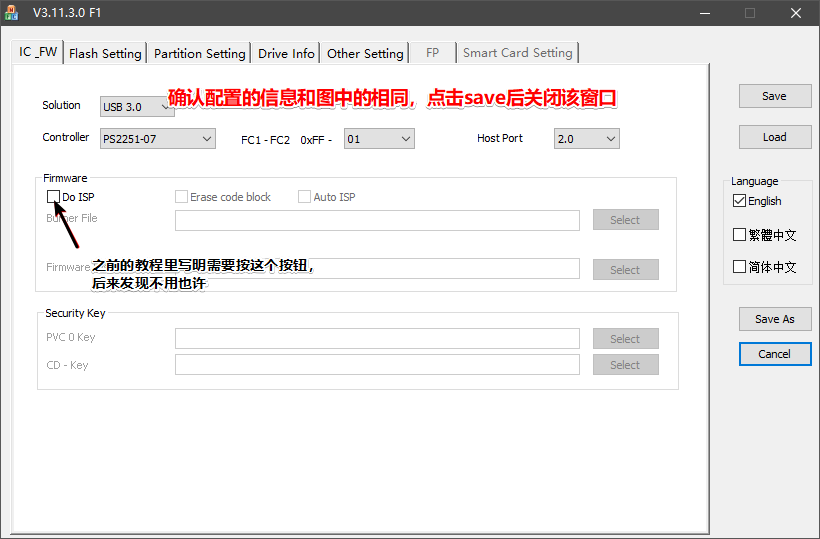 V3.11.3.0 F1
IC _FW
Flash Setting
Partition Setting
Drive Info
Other Setting
FP
Smart Card Setting
Solution
USB 3.0
确认配置的信息和图中的相同，点击save后关闭该窗口
Controller
PS2251-07
FC1 - FC2 0xFF -
01
Host Port
2.0
Firmware
Do ISP
Erase code block
Auto ISP
Burner File
Select
Firmware
Select
之前的教程里写明需要按这个按钮，
后来发现不用也许
Security Key
PVC 0 Key
Select
CD - Key
Select
Save
Load
Language
English
繁體中文
简体中文
Save As
Cancel